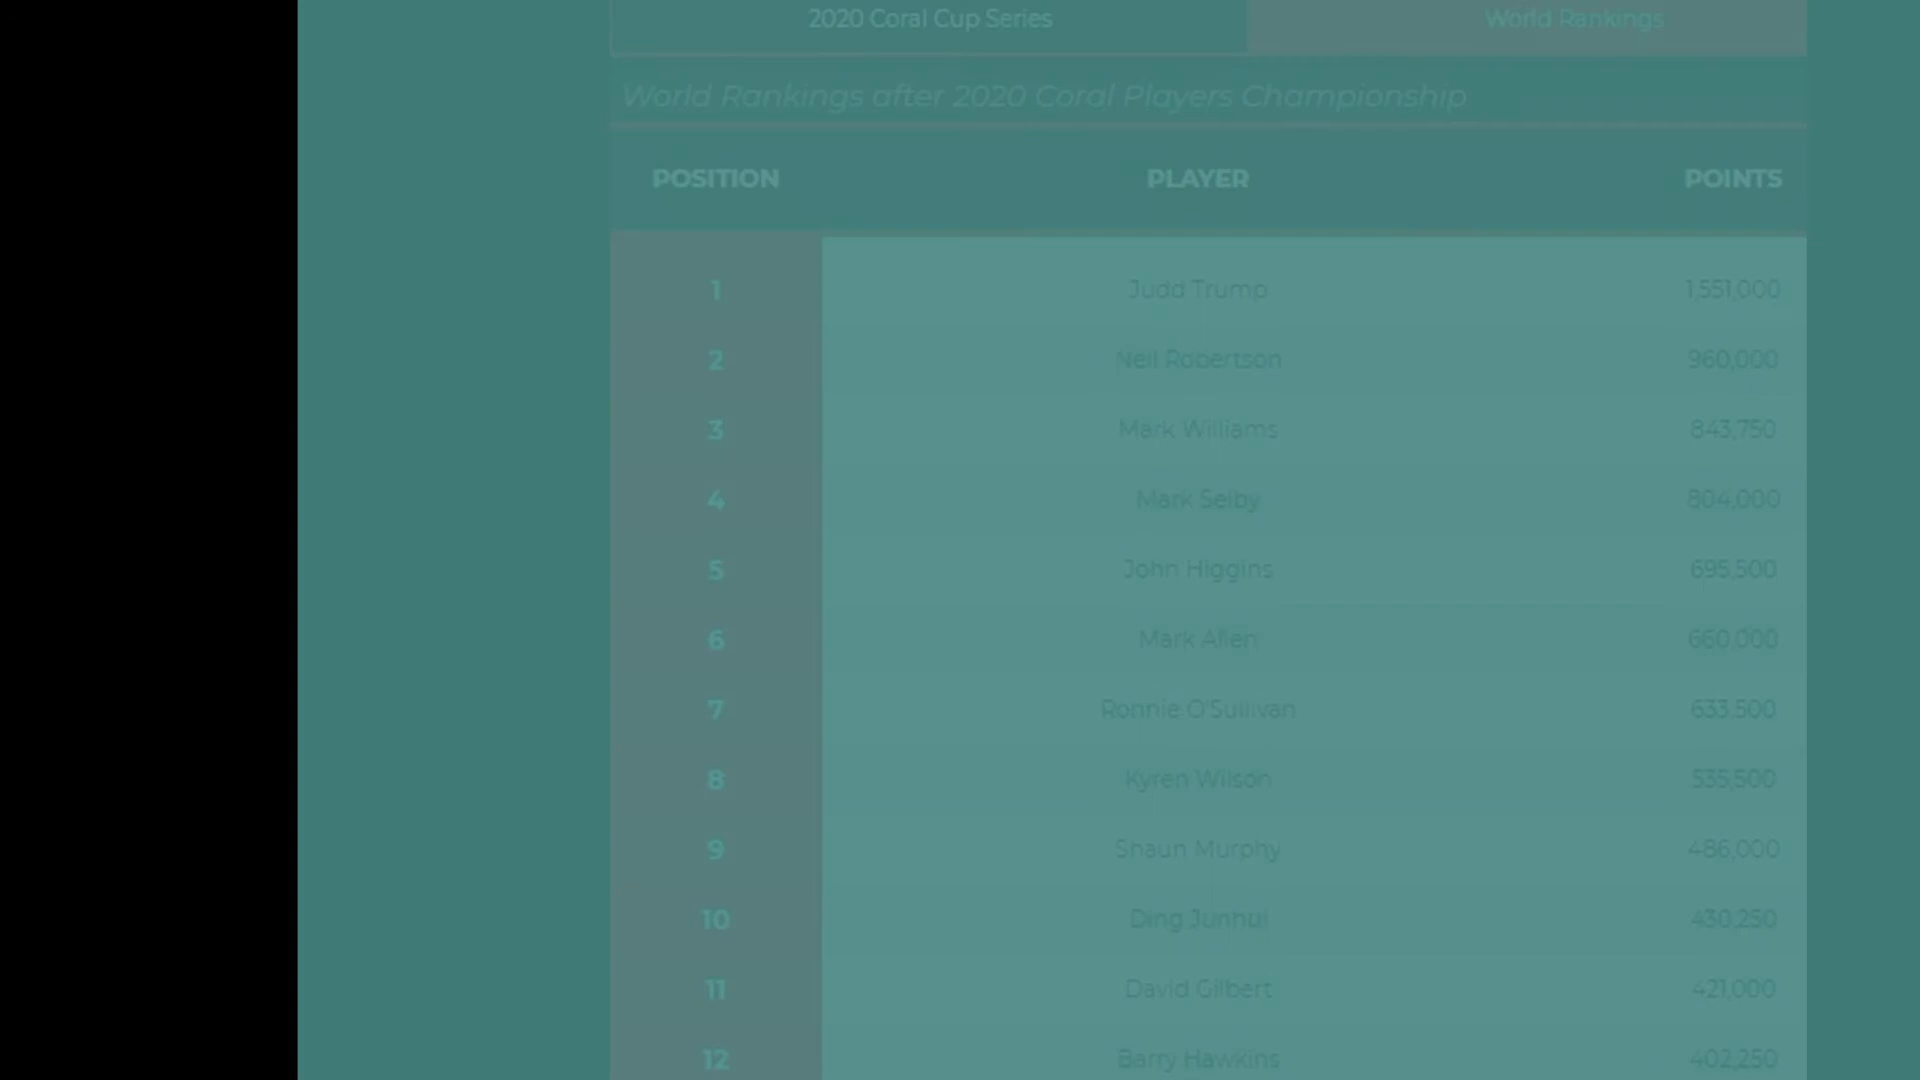 2020 Coral Cup Series World Rankings
World Rankings after 2020 Coral Players Championship
POSITION PLAYER POINTS
1 Judd Trump 1,551,000
2 Neil Robertson 960,000
3 Mark Williams 843,750
4 Mark Selby 804,000
5 John Higgins 695,500
6 Mark Allen 660,000
7 Ronnie O'Sullivan 633,500
8 Kyren Wilson 535,500
9 Shaun Murphy 486,000
10 Ding Junhui 430,250
11 David Gilbert 421,000
12 Barry Hawkins 402,250